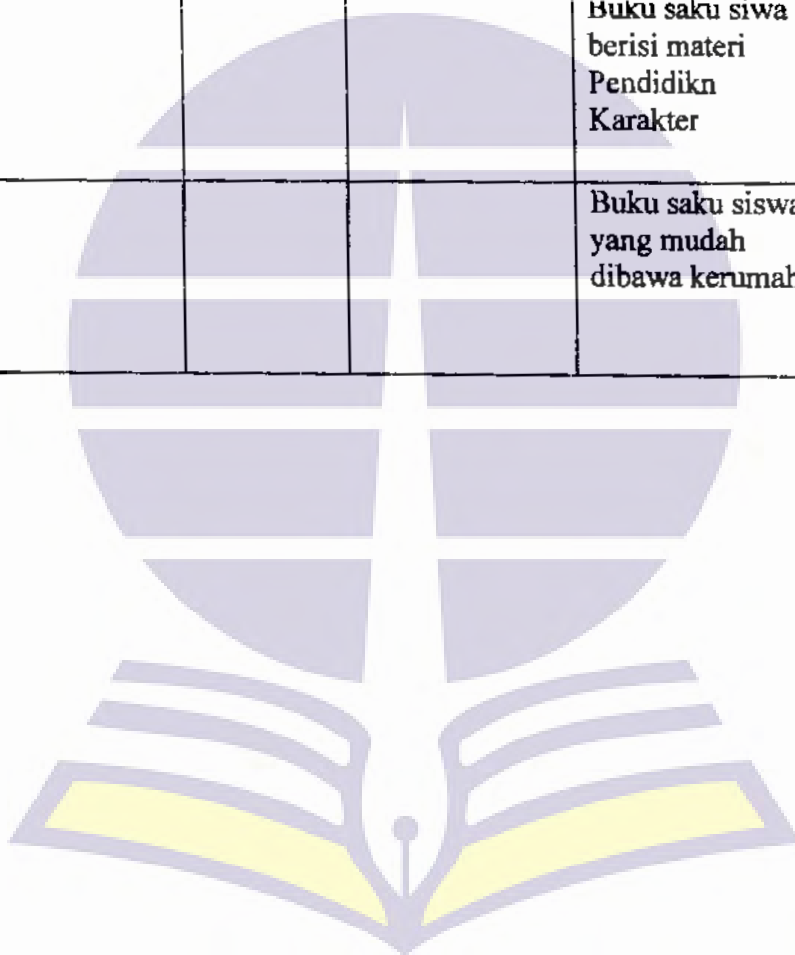 Buku saku siwa
berisi materi
Pendidikn
Karakter
Buku saku siswa
yang mudah
dibawa kerumah